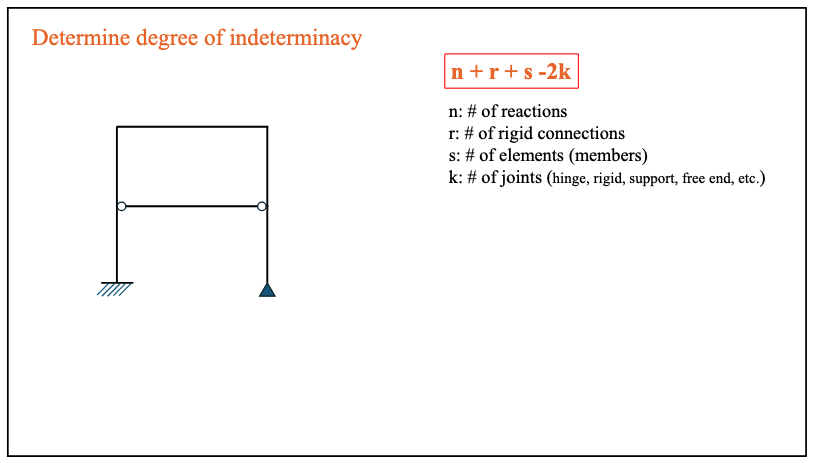 Determine degree of indeterminacy
n + r + s -2k
n: # of reactions
r: # of rigid connections
s: # of elements (members)
k: # of joints (hinge, rigid, support, free end, etc.)